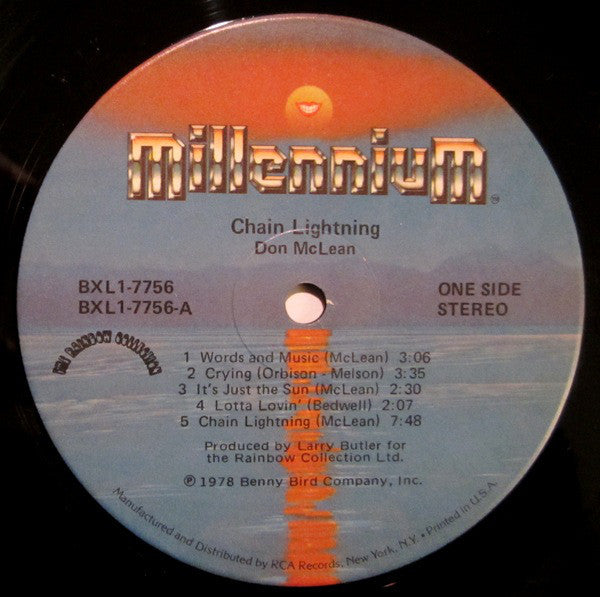 MillenniuM
TM
Chain Lightning
Don McLean
BXL1-7756
BXL1-7756-A
ONE SIDE
STEREO
THE RAINBOW COLLECTION
1 Words and Music (McLean) 3:06
2 Crying (Orbison - Melson) 3:35
3 It's Just the Sun (McLean) 2:30
4 Lotta Lovin' (Bedwell) 2:07
5 Chain Lightning (McLean) 7:48
Produced by Larry Butler for
the Rainbow Collection Ltd.
℗ 1978 Benny Bird Company, Inc.
Manufactured and Distributed by RCA Records, New York, N.Y. • Printed in U.S.A.